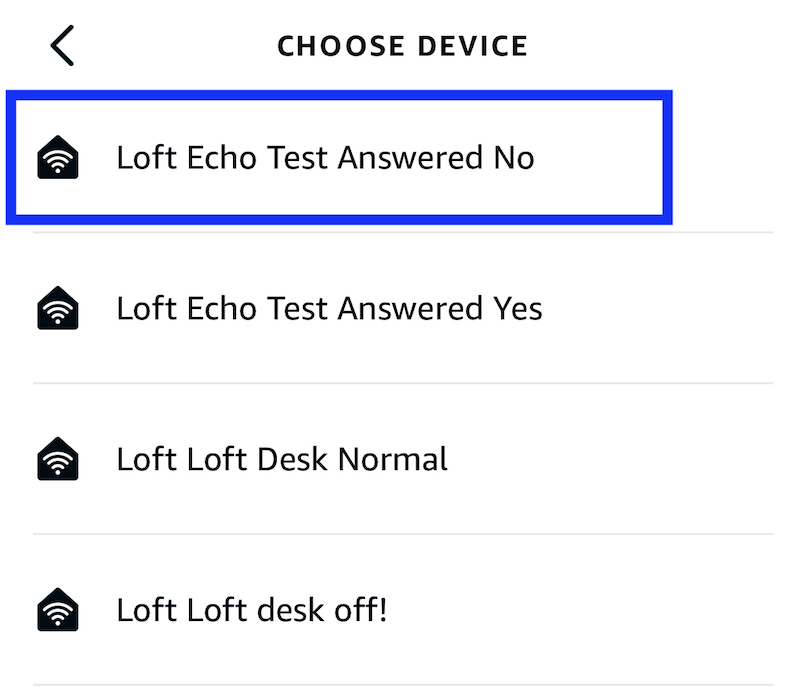 CHOOSE DEVICE
Loft Echo Test Answered No
Loft Echo Test Answered Yes
Loft Loft Desk Normal
Loft Loft desk off!